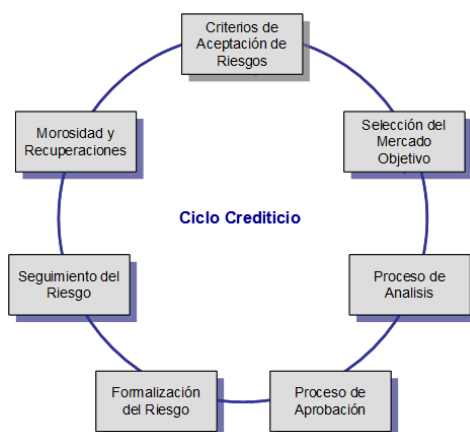 Criterios de
Aceptación de
Riesgos
Selección del
Mercado
Objetivo
Proceso de
Analisis
Proceso de
Aprobación
Formalización
del Riesgo
Seguimiento del
Riesgo
Morosidad y
Recuperaciones
Ciclo Crediticio